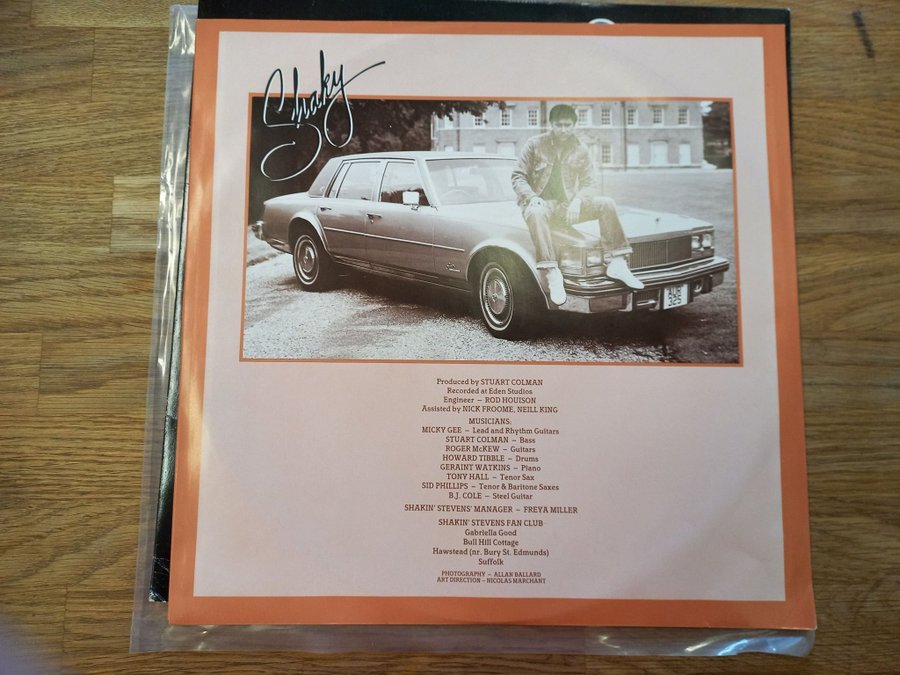 Shaky
AUR
32S
Produced by STUART COLMAN
Recorded at Eden Studios
Engineer – ROD HOUISON
Assisted by NICK FROOME, NEILL KING
MUSICIANS:
MICKY GEE – Lead and Rhythm Guitars
STUART COLMAN – Bass
ROGER McKEW – Guitars
HOWARD TIBBLE – Drums
GERAINT WATKINS – Piano
TONY HALL – Tenor Sax
SID PHILLIPS – Tenor & Baritone Saxes
B.J. COLE – Steel Guitar
SHAKIN' STEVENS' MANAGER – FREYA MILLER
SHAKIN' STEVENS FAN CLUB
Gabriella Good
Bull Hill Cottage
Hawstead (nr. Bury St. Edmunds)
Suffolk
PHOTOGRAPHY – ALLAN BALLARD
ART DIRECTION – NICOLAS MARCHANT